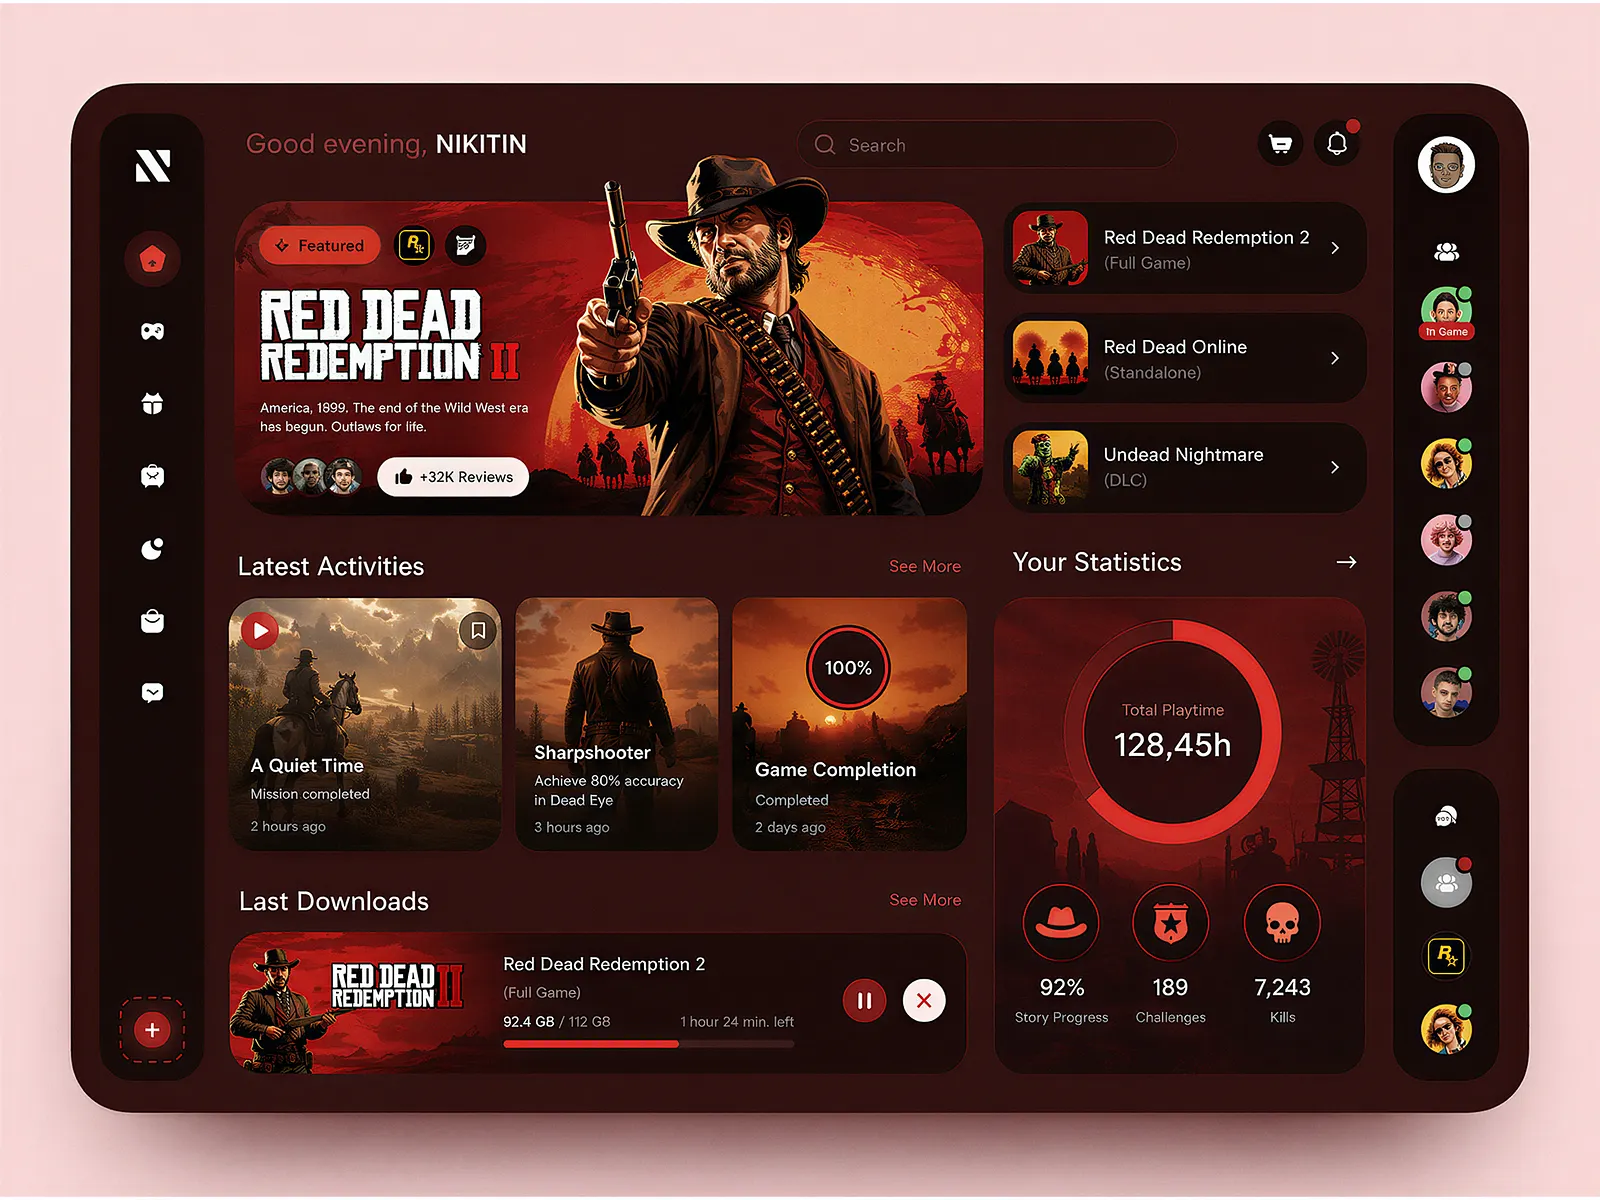 Good evening, NIKITIN
Search
Featured
RED DEAD
REDEMPTION II
America, 1899. The end of the Wild West era
has begun. Outlaws for life.
+32K Reviews
Red Dead Redemption 2
(Full Game)
Red Dead Online
(Standalone)
Undead Nightmare
(DLC)
In Game
Latest Activities
See More
A Quiet Time
Mission completed
2 hours ago
Sharpshooter
Achieve 80% accuracy
in Dead Eye
3 hours ago
100%
Game Completion
Completed
2 days ago
Your Statistics
Total Playtime
128,45h
92%
Story Progress
189
Challenges
7,243
Kills
Last Downloads
See More
RED DEAD
REDEMPTION II
Red Dead Redemption 2
(Full Game)
92.4 GB / 112 GB
1 hour 24 min. left